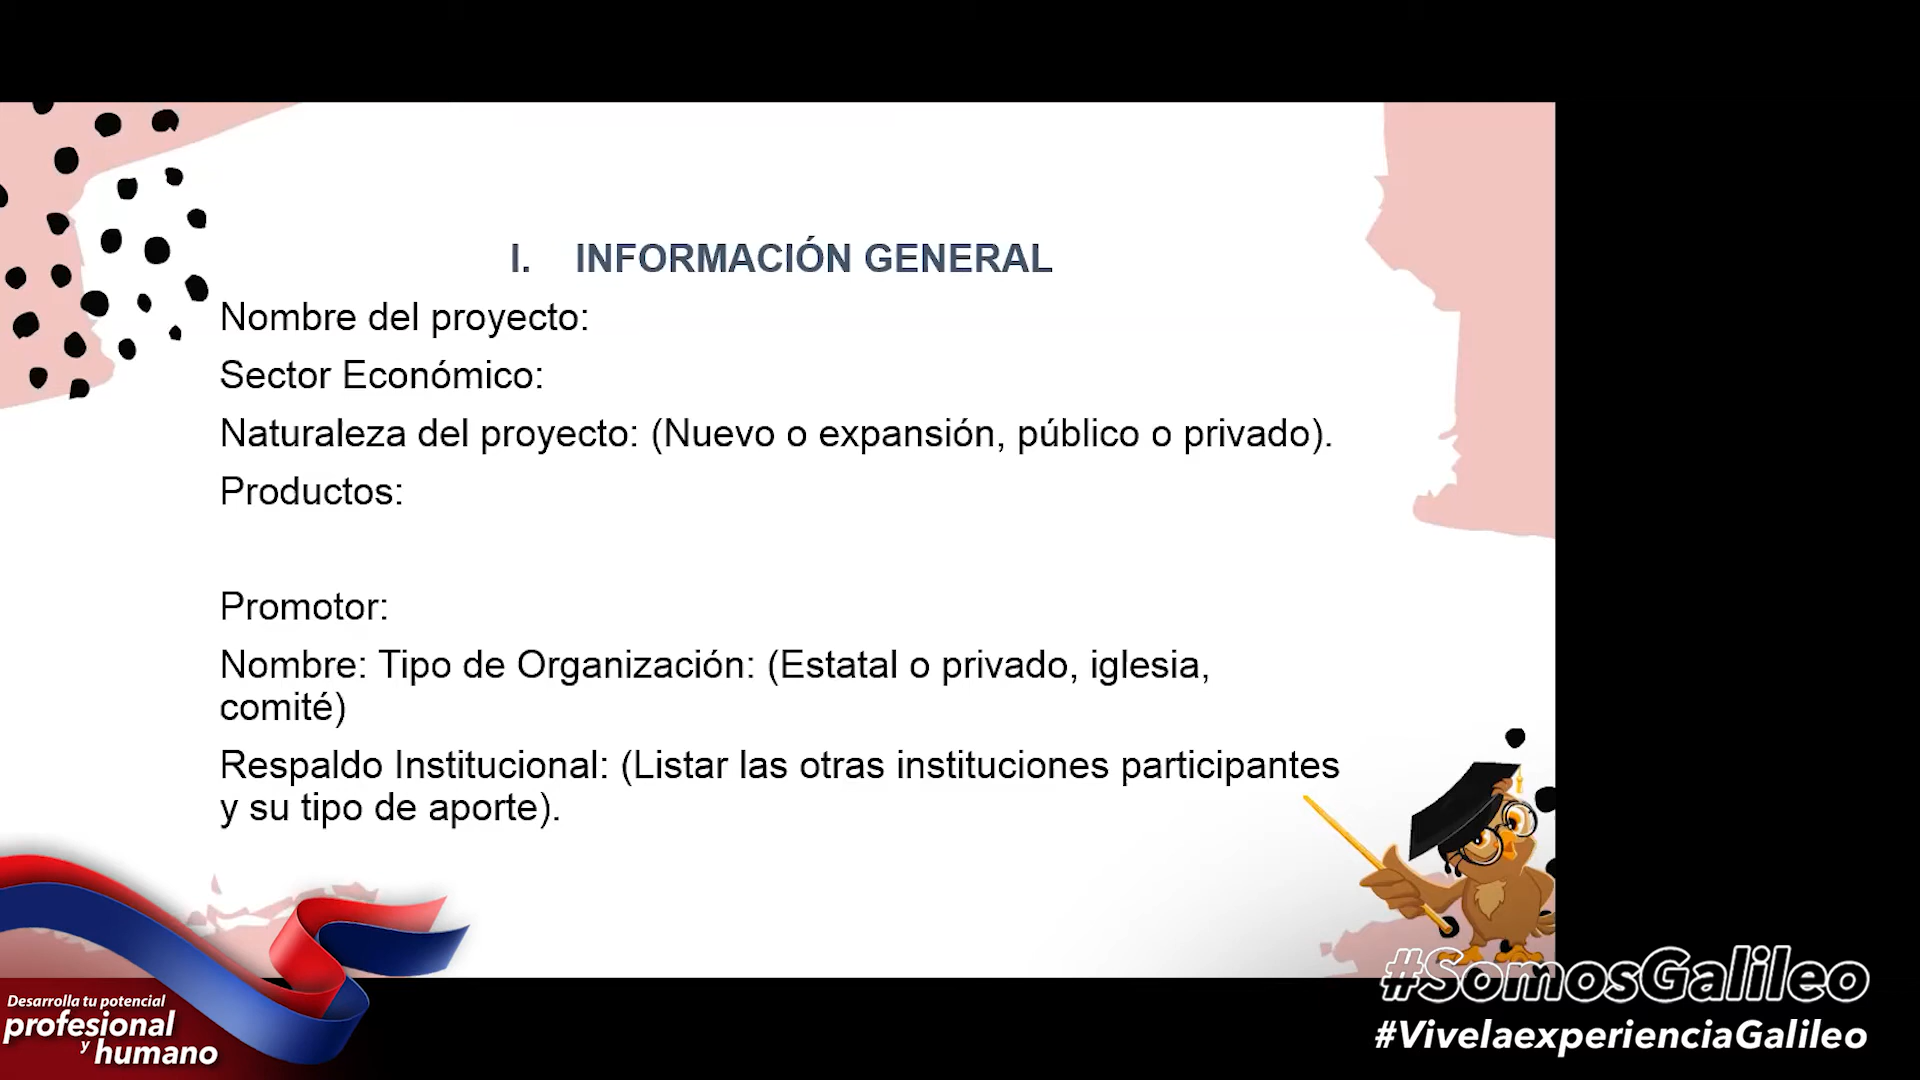 I. INFORMACIÓN GENERAL
Nombre del proyecto:
Sector Económico:
Naturaleza del proyecto: (Nuevo o expansión, público o privado).
Productos:
Promotor:
Nombre: Tipo de Organización: (Estatal o privado, iglesia,
comité)
Respaldo Institucional: (Listar las otras instituciones participantes
y su tipo de aporte).
Desarrolla tu potencial
profesional
y humano
#SomosGalileo
#VivelaexperienciaGalileo